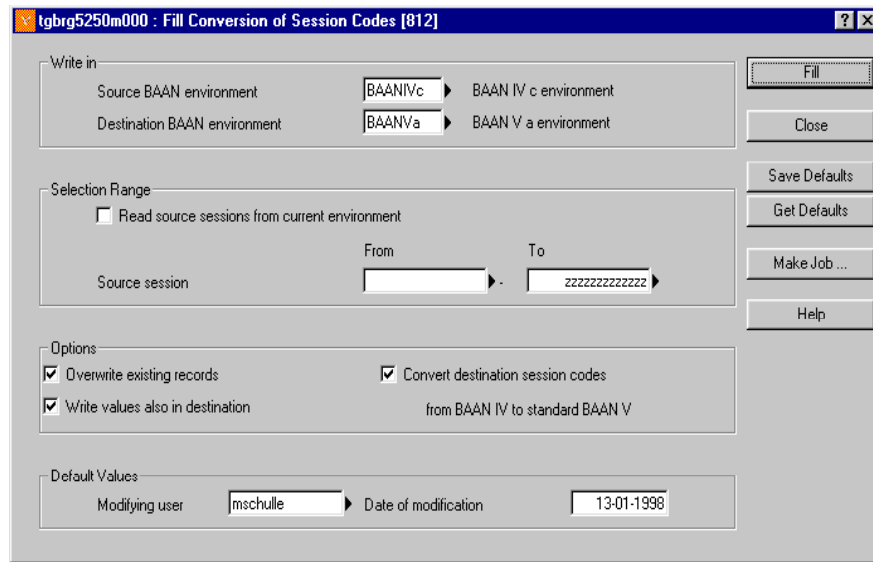 tgbrg5250m000 : Fill Conversion of Session Codes [812]
Write in
Source BAAN environment BAANIVc BAAN IV c environment
Destination BAAN environment BAANVa BAAN V a environment
Selection Range
Read source sessions from current environment
From To
Source session - zzzzzzzzzzzzz
Options
Overwrite existing records Convert destination session codes
Write values also in destination from BAAN IV to standard BAAN V
Default Values
Modifying user mschulle Date of modification 13-01-1998
Fill
Close
Save Defaults
Get Defaults
Make Job ...
Help